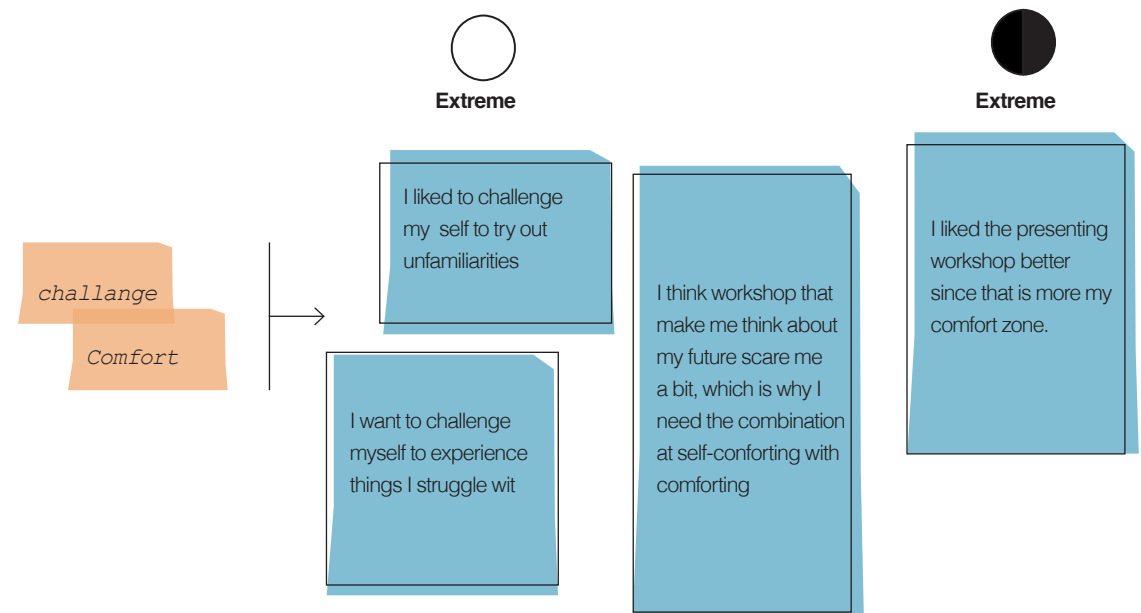 Extreme
Extreme
challange
Comfort
I liked to challenge
my self to try out
unfamiliarities
I want to challenge
myself to experience
things I struggle wit
I think workshop that
make me think about
my future scare me
a bit, which is why I
need the combination
at self-conforting with
comforting
I liked the presenting
workshop better
since that is more my
comfort zone.